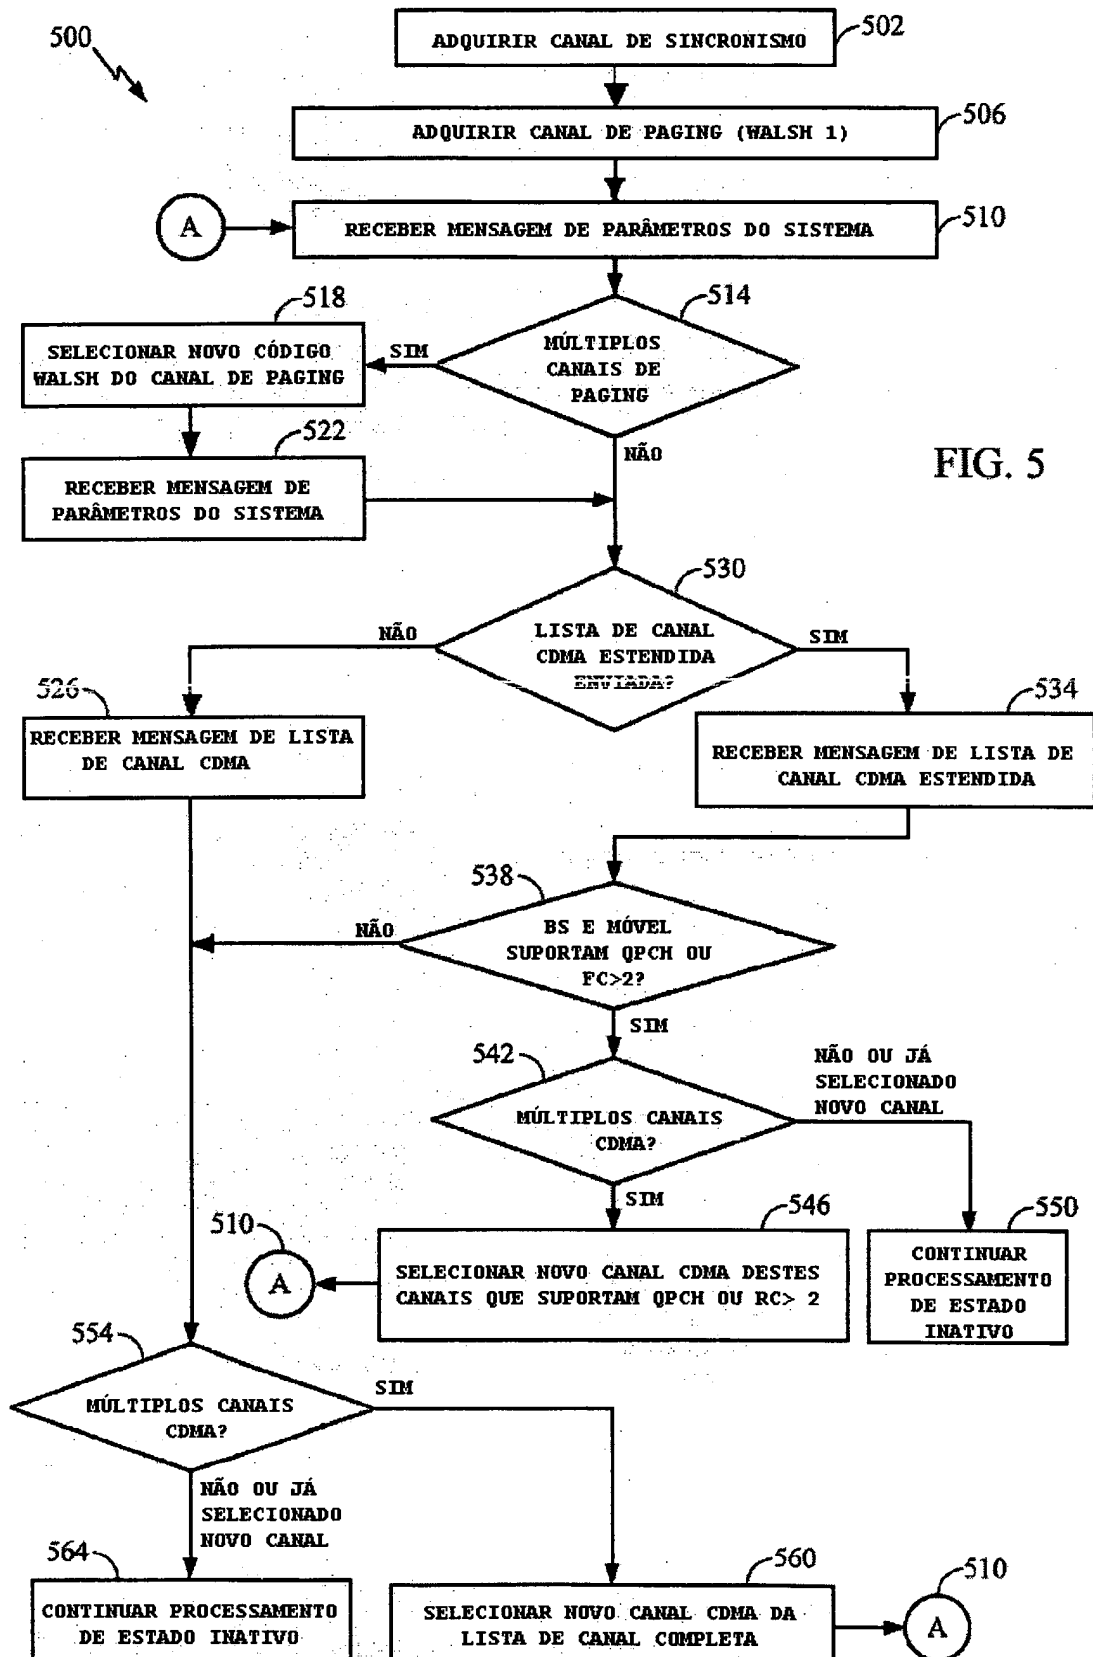 500
ADQUIRIR CANAL DE SINCRONISMO
502
ADQUIRIR CANAL DE PAGING (WALSH 1)
506
A
RECEBER MENSAGEM DE PARÂMETROS DO SISTEMA
510
518
514
SELECIONAR NOVO CÓDIGO
WALSH DO CANAL DE PAGING
SIM
MÚLTIPLOS
CANAIS DE
PAGING
522
NÃO
FIG. 5
RECEBER MENSAGEM DE
PARÂMETROS DO SISTEMA
530
NÃO
LISTA DE CANAL
CDMA ESTENDIDA
ENVIADA?
SIM
526
534
RECEBER MENSAGEM DE LISTA
DE CANAL CDMA
RECEBER MENSAGEM DE LISTA DE
CANAL CDMA ESTENDIDA
538
NÃO
BS E MÓVEL
SUPORTAM QPCH OU
FC>2?
SIM
542
NÃO OU JÁ
SELECIONADO
NOVO CANAL
MÚLTIPLOS CANAIS
CDMA?
SIM
510
546
550
A
SELECIONAR NOVO CANAL CDMA DESTES
CANAIS QUE SUPORTAM QPCH OU RC> 2
CONTINUAR
PROCESSAMENTO
DE ESTADO
INATIVO
554
MÚLTIPLOS CANAIS
CDMA?
SIM
NÃO OU JÁ
SELECIONADO
NOVO CANAL
564
560
510
CONTINUAR PROCESSAMENTO
DE ESTADO INATIVO
SELECIONAR NOVO CANAL CDMA DA
LISTA DE CANAL COMPLETA
A